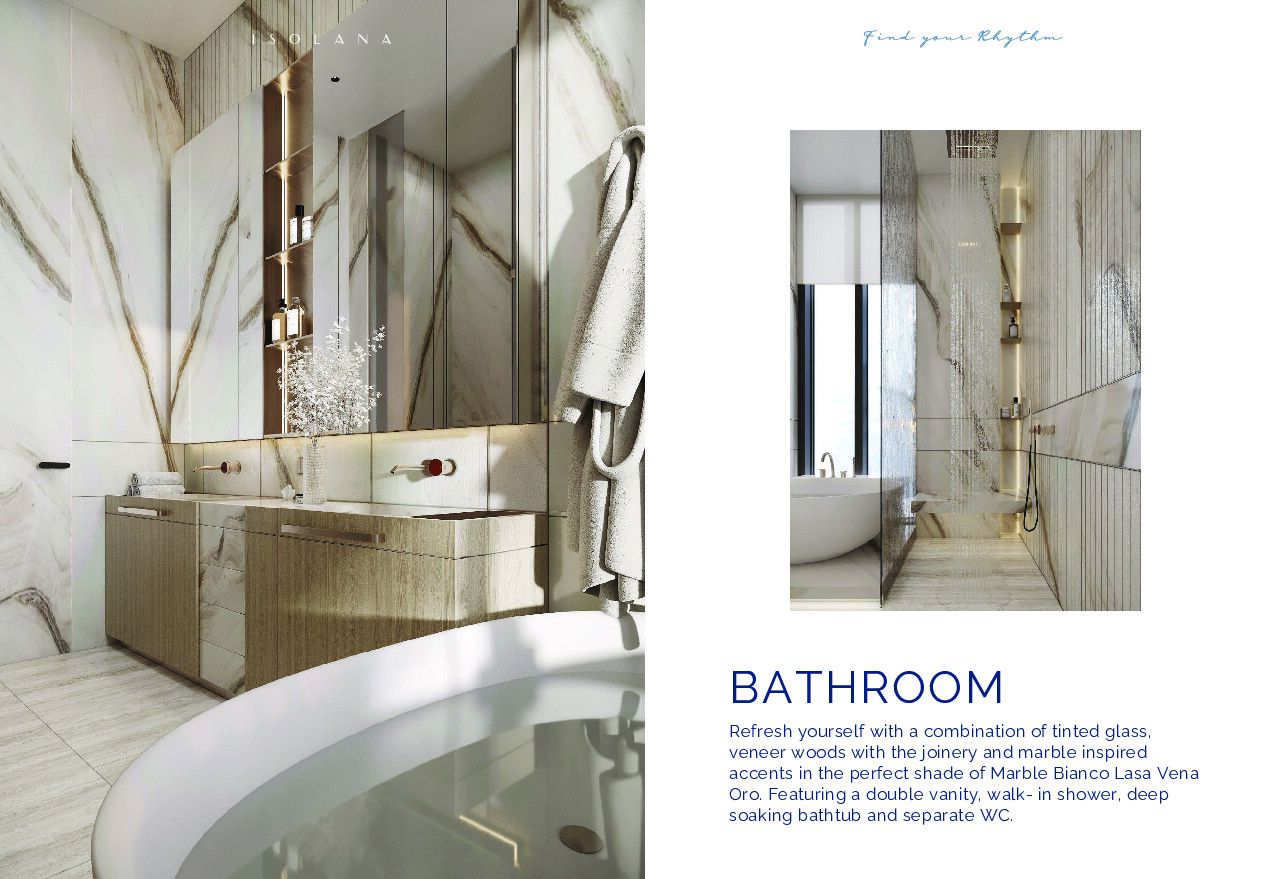 ISOLANA
Find your Rhythm
BATHROOM
Refresh yourself with a combination of tinted glass,
veneer woods with the joinery and marble inspired
accents in the perfect shade of Marble Bianco Lasa Vena
Oro. Featuring a double vanity, walk- in shower, deep
soaking bathtub and separate WC.